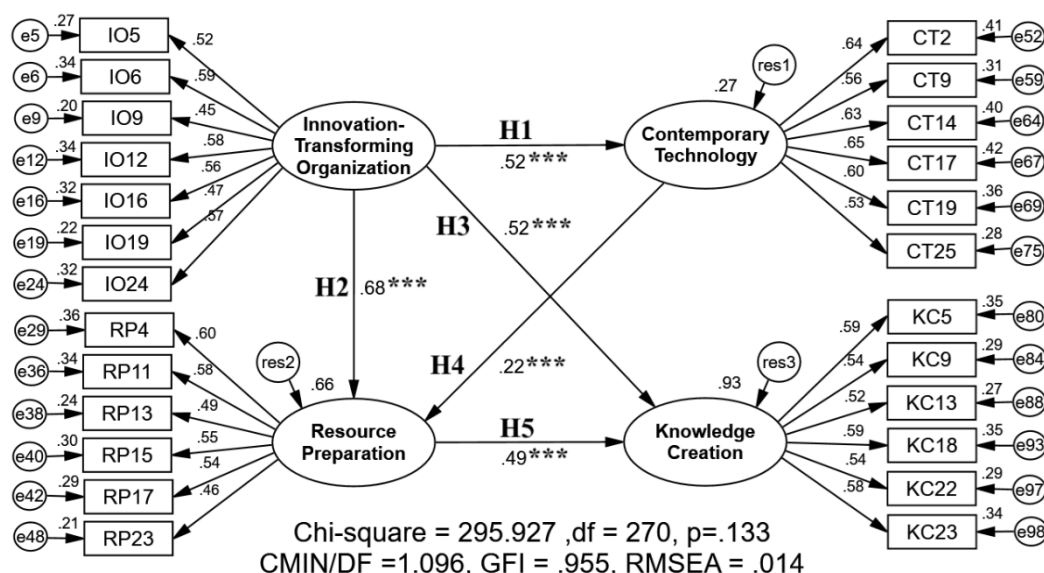 e5 .27 IO5 .52
e6 .34 IO6 .59
e9 .20 IO9 .45
e12 .34 IO12 .58
e16 .32 IO16 .56
e19 .22 IO19 .47
e24 .32 IO24 .57
Innovation-
Transforming
Organization
H1
.52***
res1
.27
Contemporary
Technology
.64 CT2 .41 e52
.56 CT9 .31 e59
.63 CT14 .40 e64
.65 CT17 .42 e67
.60 CT19 .36 e69
.53 CT25 .28 e75
H3
.52***
H2
.68***
H4
.22***
e29 .36 RP4 .60
e36 .34 RP11 .58
e38 .24 RP13 .49
e40 .30 RP15 .55
e42 .29 RP17 .54
e48 .21 RP23 .46
res2
.66
Resource
Preparation
H5
.49***
res3
.93
Knowledge
Creation
.59 KC5 .35 e80
.54 KC9 .29 e84
.52 KC13 .27 e88
.59 KC18 .35 e93
.54 KC22 .29 e97
.58 KC23 .34 e98
Chi-square = 295.927 ,df = 270, p=.133
CMIN/DF =1.096, GFI = .955, RMSEA = .014